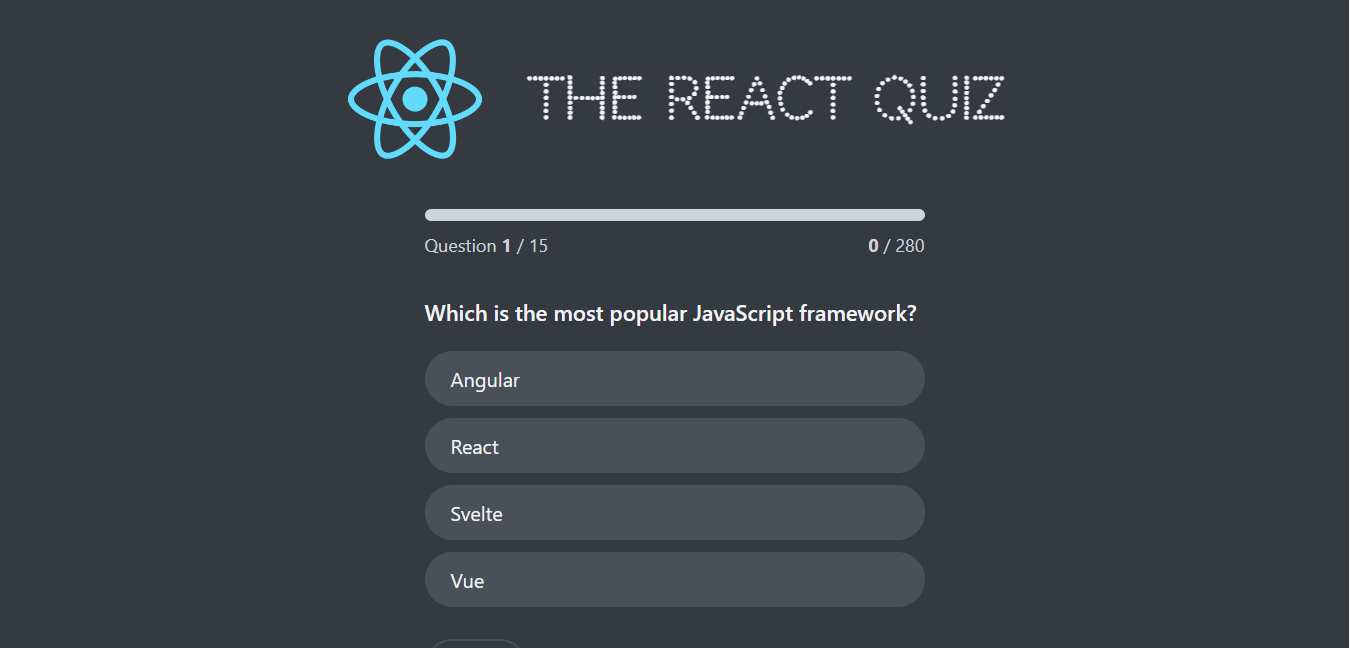 THE REACT QUIZ
Question 1 / 15
0 / 280
Which is the most popular JavaScript framework?
Angular
React
Svelte
Vue